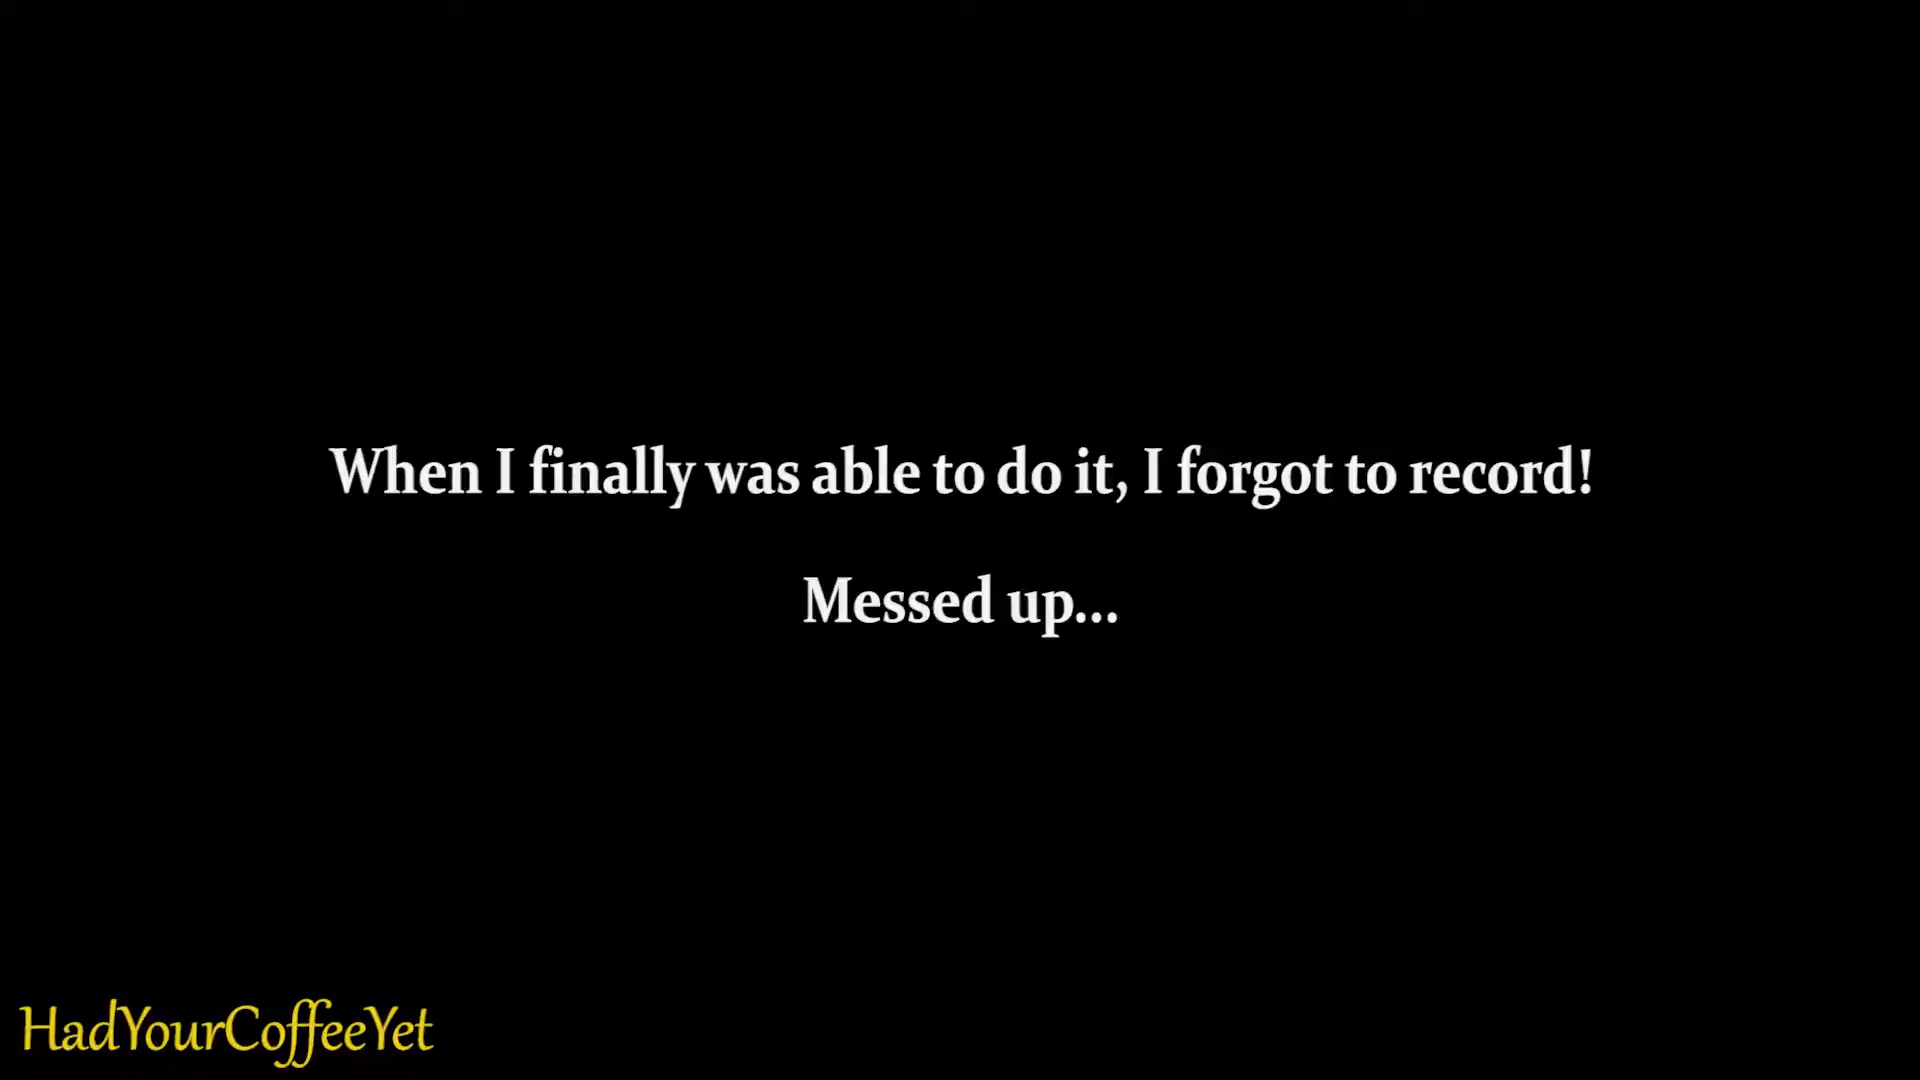 When I finally was able to do it, I forgot to record!
Messed up...
HadYourCoffeeYet